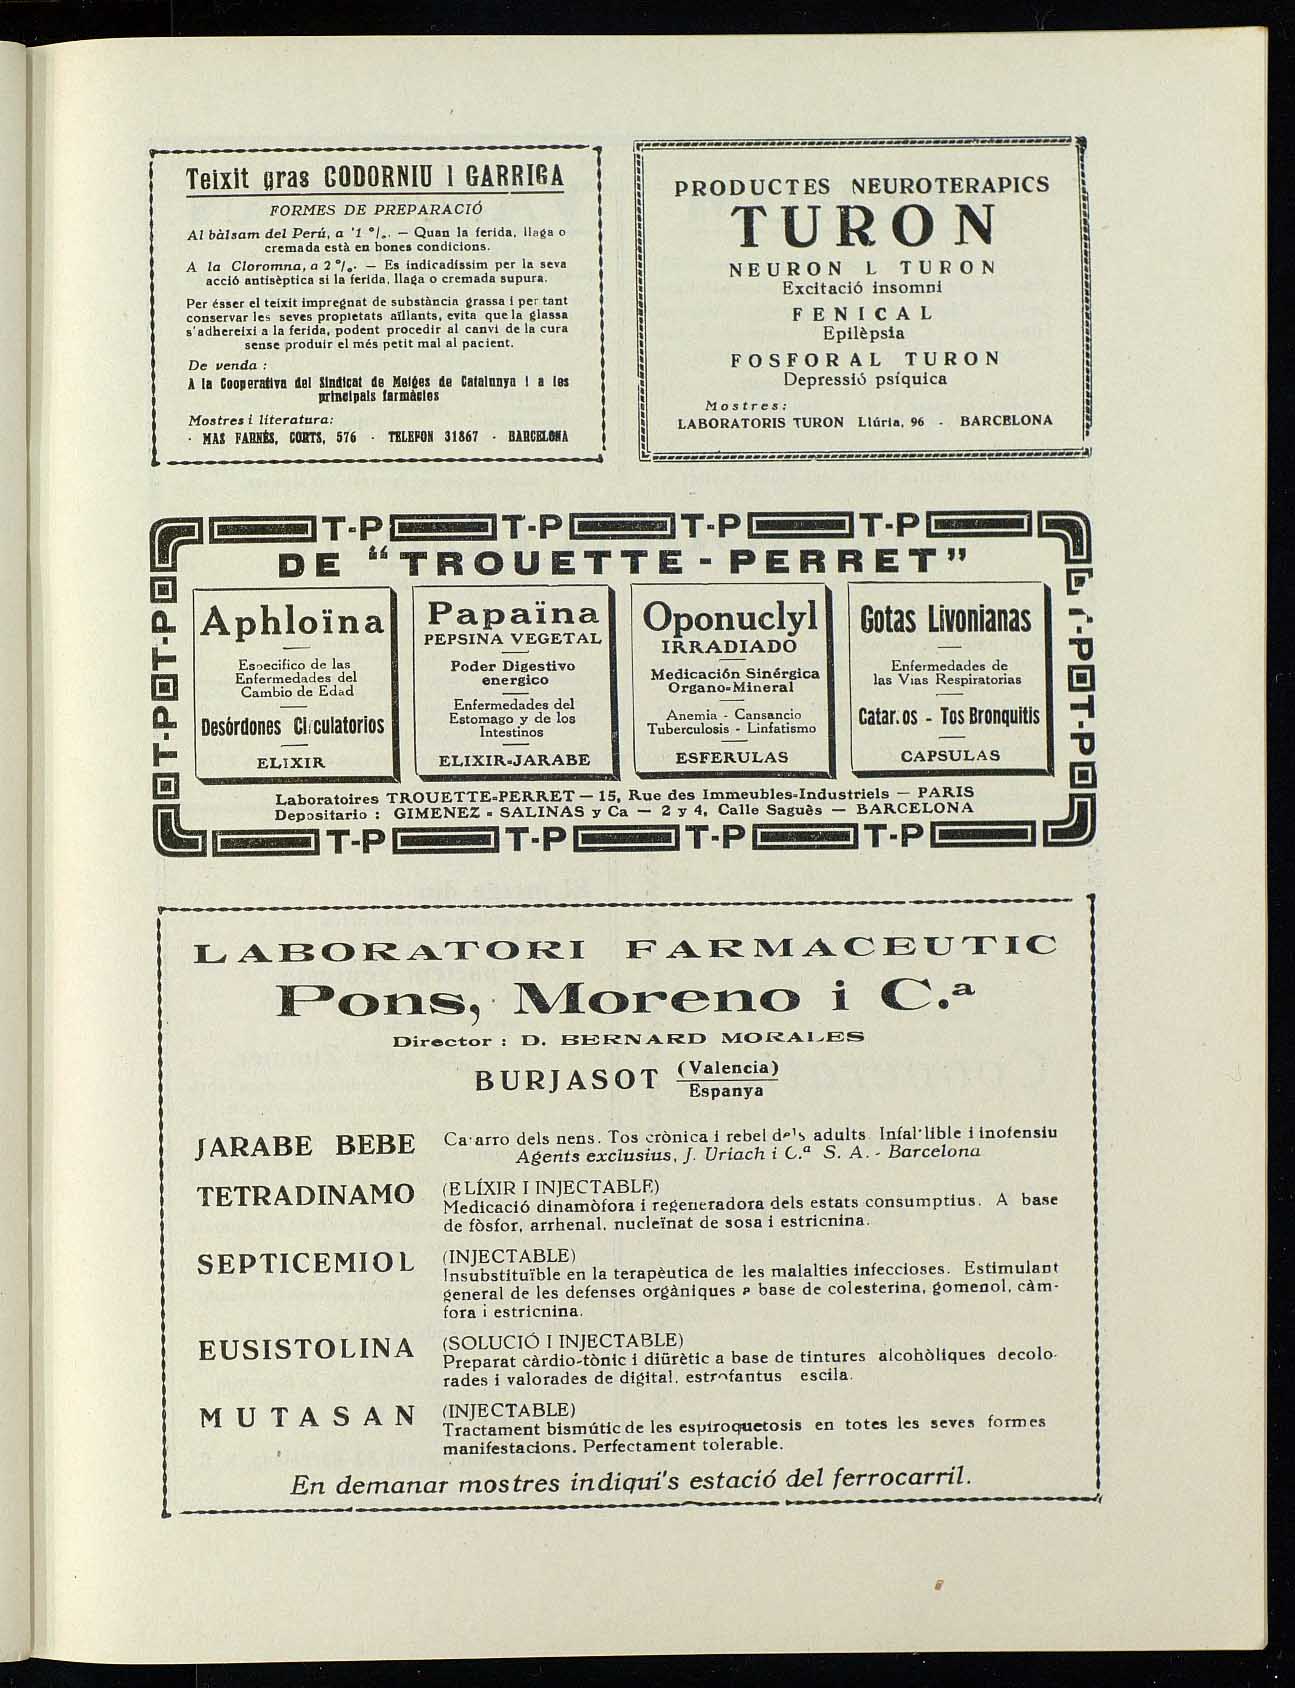 Teixit gras CODORNIU I GARRIGA
FORMES DE PREPARACIÓ
Al bàlsam del Perú, a '1 °/₀. — Quan la ferida, llaga o
cremada està en bones condicions.
A la Cloromna, a 2 °/₀. — Es indicadíssim per la seva
acció antisèptica si la ferida, llaga o cremada supura.
Per ésser el teixit impregnat de substància grassa i per tant
conservar les seves propietats aïllants, evita que la glassa
s'adhereixi a la ferida, podent procedir al canvi de la cura
sense produir el més petit mal al pacient.
De venda :
A la Cooperativa del Sindicat de Metges de Catalunya i a les
principals farmàcies
Mostres i literatura:
· MAS FARNÉS, CORTS, 576 · TELEFON 31867 · BARCELONA
PRODUCTES NEUROTERAPICS
TURON
NEURON L TURON
Excitació insomni
FENICAL
Epilèpsia
FOSFORAL TURON
Depressió psíquica
Mostres:
LABORATORIS TURON Llúria, 96 - BARCELONA
T-P T-P T-P T-P
DE “TROUETTE-PERRET”
Aphloïna
Especifico de las
Enfermedades del
Cambio de Edad
Desórdones Circulatorios
ELIXIR
Papaïna
PEPSINA VEGETAL
Poder Digestivo
energico
Enfermedades del
Estomago y de los
Intestinos
ELIXIR-JARABE
Oponuclyl
IRRADIADO
Medicación Sinérgica
Organo-Mineral
Anemia - Cansancio
Tuberculosis - Linfatismo
ESFERULAS
Gotas Livonianas
Enfermedades de
las Vias Respiratorias
Catarros - Tos Bronquitis
CAPSULAS
T-P T-P
T-P T-P
Laboratoires TROUETTE-PERRET — 15, Rue des Immeubles-Industriels — PARIS
Depositario : GIMENEZ - SALINAS y Ca — 2 y 4, Calle Saguès — BARCELONA
T-P T-P T-P T-P
LABORATORI FARMACEUTIC
Pons, Moreno i C.ª
Director : D. BERNARD MORALES
BURJASOT (Valencia)
Espanya
JARABE BEBE
Catarro dels nens. Tos crònica i rebel dels adults. Infal·lible i inofensiu
Agents exclusius, J. Uriach i C.ª S. A. - Barcelona
TETRADINAMO
(ELÍXIR I INJECTABLE)
Medicació dinamòfora i regeneradora dels estats consumptius. A base
de fòsfor, arrhenal, nucleïnat de sosa i estricnina.
SEPTICEMIOL
(INJECTABLE)
Insubstituïble en la terapèutica de les malalties infeccioses. Estimulant
general de les defenses orgàniques a base de colesterina, gomenol, càm-
fora i estricnina.
EUSISTOLINA
(SOLUCIÓ I INJECTABLE)
Preparat càrdio-tònic i diürètic a base de tintures alcohòliques decolo-
rades i valorades de digital, estrofantus escila.
MUTASAN
(INJECTABLE)
Tractament bismútic de les espiroquetosis en totes les seves formes
manifestacions. Perfectament tolerable.
En demanar mostres indiqui's estació del ferrocarril.